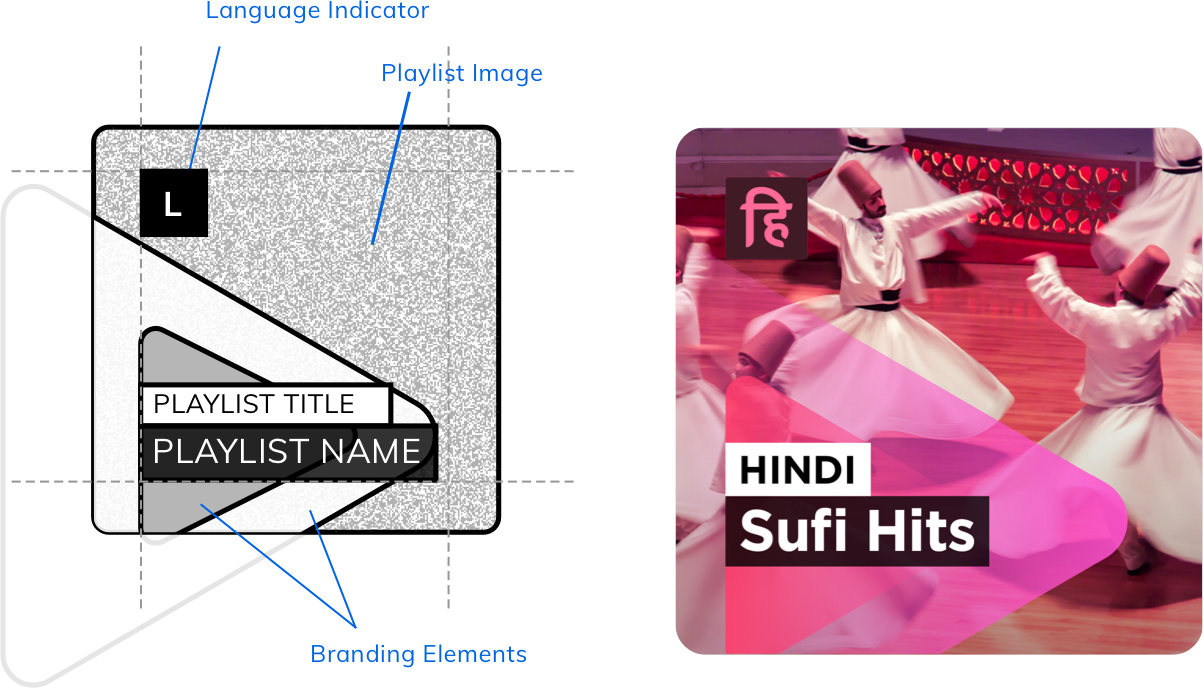 Language Indicator
Playlist Image
L
PLAYLIST TITLE
PLAYLIST NAME
Branding Elements
हि
HINDI
Sufi Hits